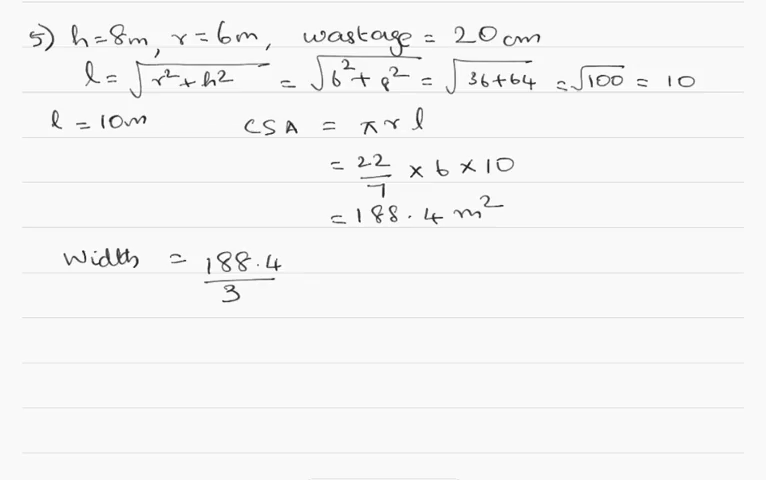 5) h=8m, r=6m, wastage = 20cm
l = √r²+h² = √6²+8² = √36+64 = √100 = 10
l = 10m CSA = πrl
= 22/7 × 6 × 10
= 188.4 m²
Width = 188.4/3